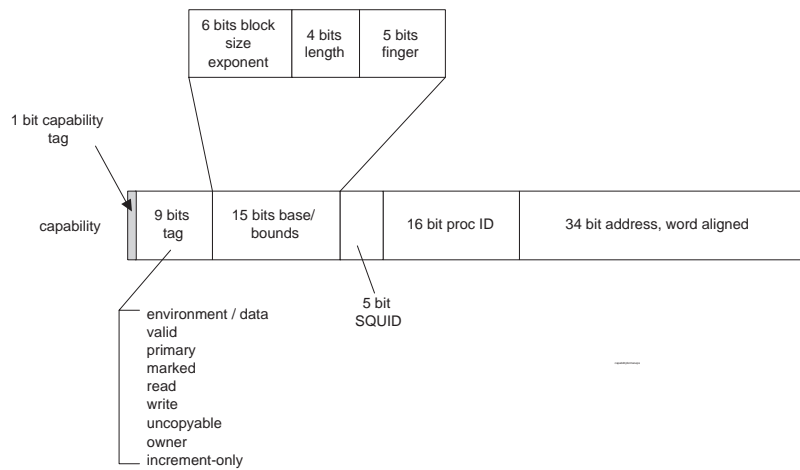 6 bits block
size
exponent
4 bits
length
5 bits
finger
1 bit capability
tag
capability
9 bits
tag
15 bits base/
bounds
16 bit proc ID
34 bit address, word aligned
5 bit
SQUID
environment / data
valid
primary
marked
read
write
uncopyable
owner
increment-only